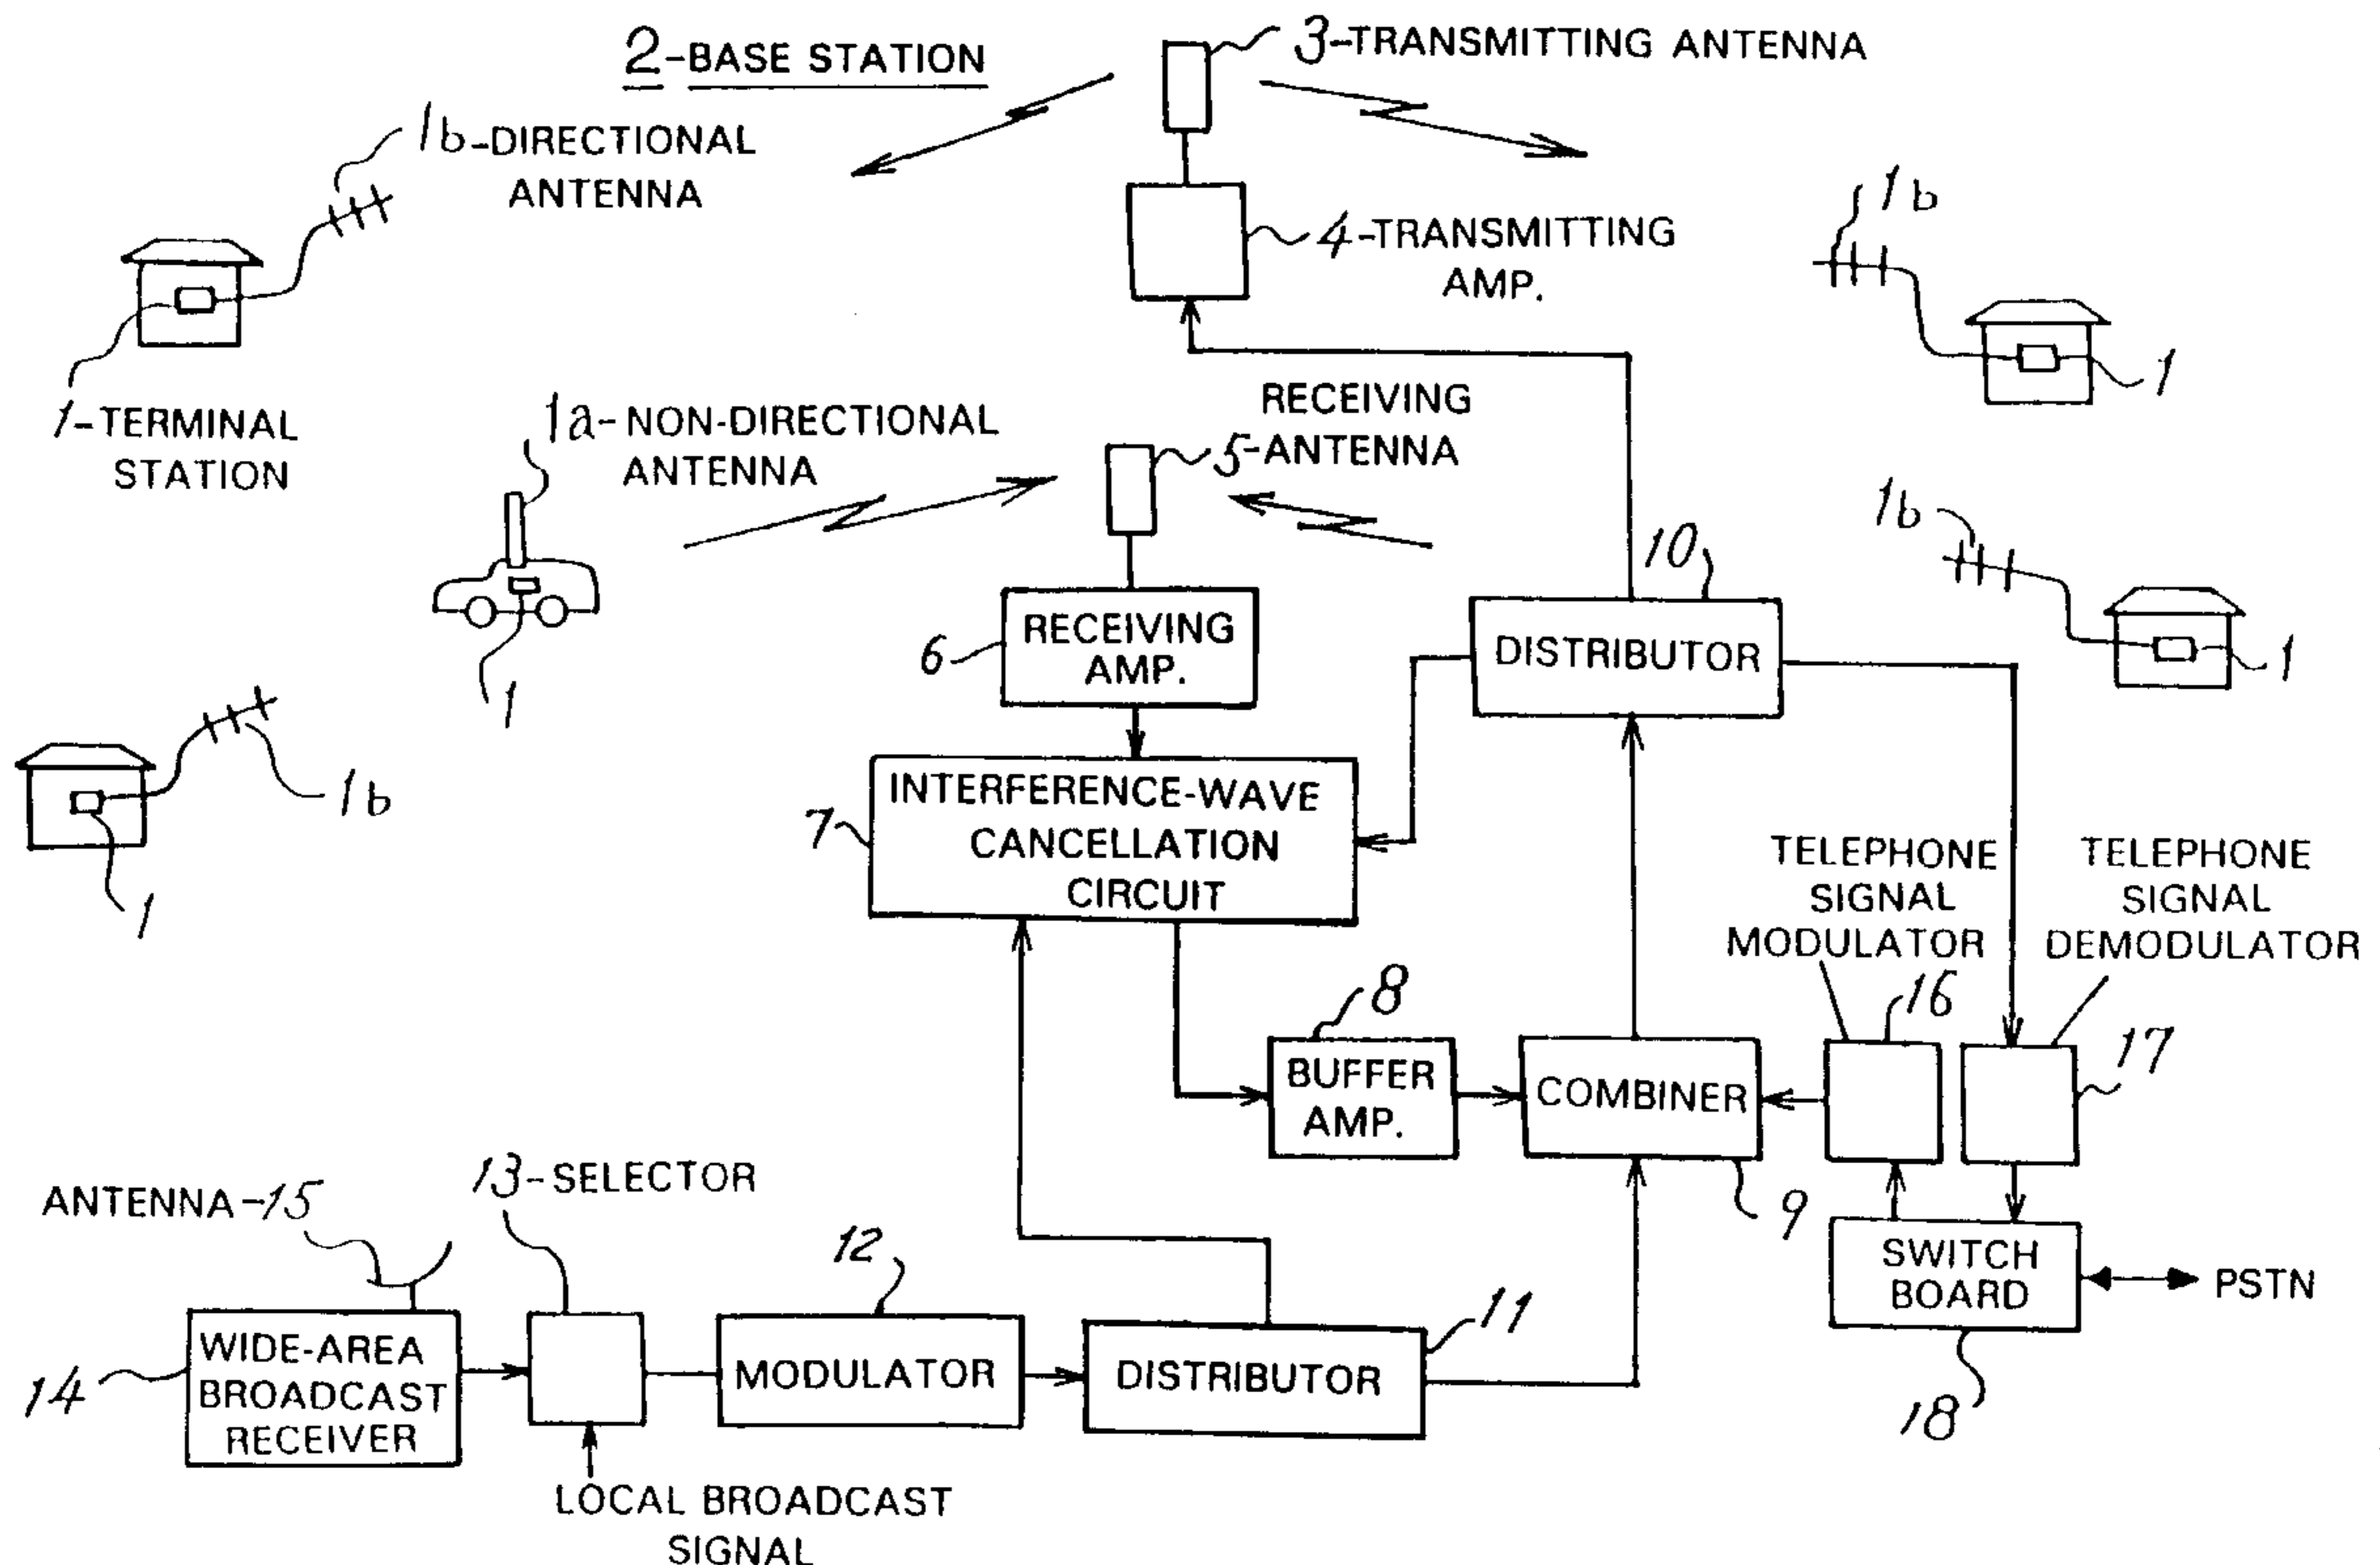 2-BASE STATION
3-TRANSMITTING ANTENNA
1b-DIRECTIONAL
ANTENNA
1b
4-TRANSMITTING
AMP.
1
1-TERMINAL
STATION
1a-NON-DIRECTIONAL
ANTENNA
RECEIVING
5-ANTENNA
1b
10
1
6
RECEIVING
AMP.
DISTRIBUTOR
1
1b
1
7
INTERFERENCE-WAVE
CANCELLATION
CIRCUIT
TELEPHONE
SIGNAL
MODULATOR
TELEPHONE
SIGNAL
DEMODULATOR
8
16
17
BUFFER
AMP.
COMBINER
9
ANTENNA-15
13-SELECTOR
12
11
SWITCH
BOARD
PSTN
18
14
WIDE-AREA
BROADCAST
RECEIVER
MODULATOR
DISTRIBUTOR
LOCAL BROADCAST
SIGNAL